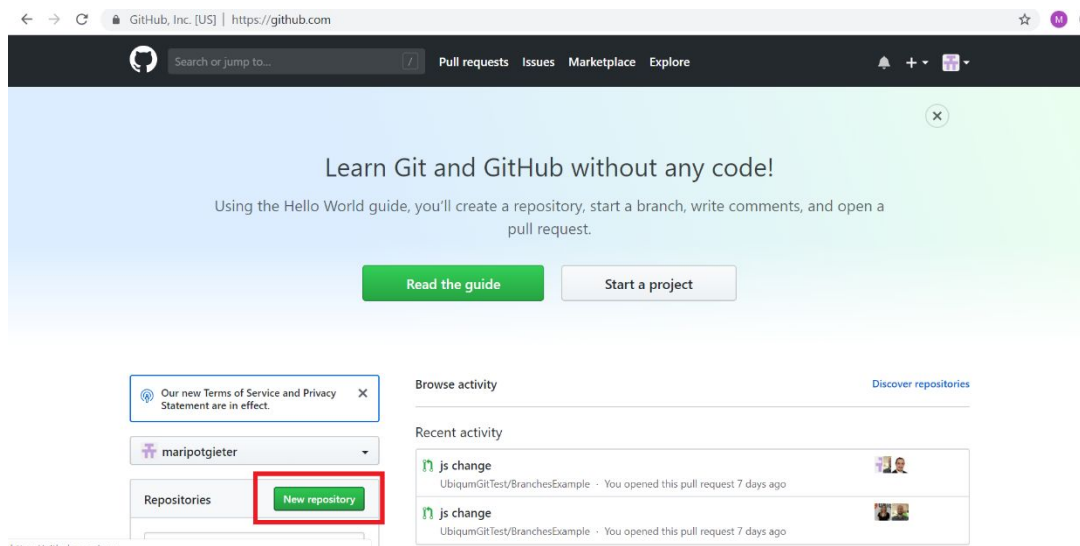 GitHub, Inc. [US] | https://github.com
M
Search or jump to...
/
Pull requests Issues Marketplace Explore
Learn Git and GitHub without any code!
Using the Hello World guide, you'll create a repository, start a branch, write comments, and open a
pull request.
Read the guide
Start a project
Our new Terms of Service and Privacy
Statement are in effect.
maripotgieter
Repositories
New repository
Browse activity
Discover repositories
Recent activity
js change
UbiqumGitTest/BranchesExample · You opened this pull request 7 days ago
js change
UbiqumGitTest/BranchesExample · You opened this pull request 7 days ago